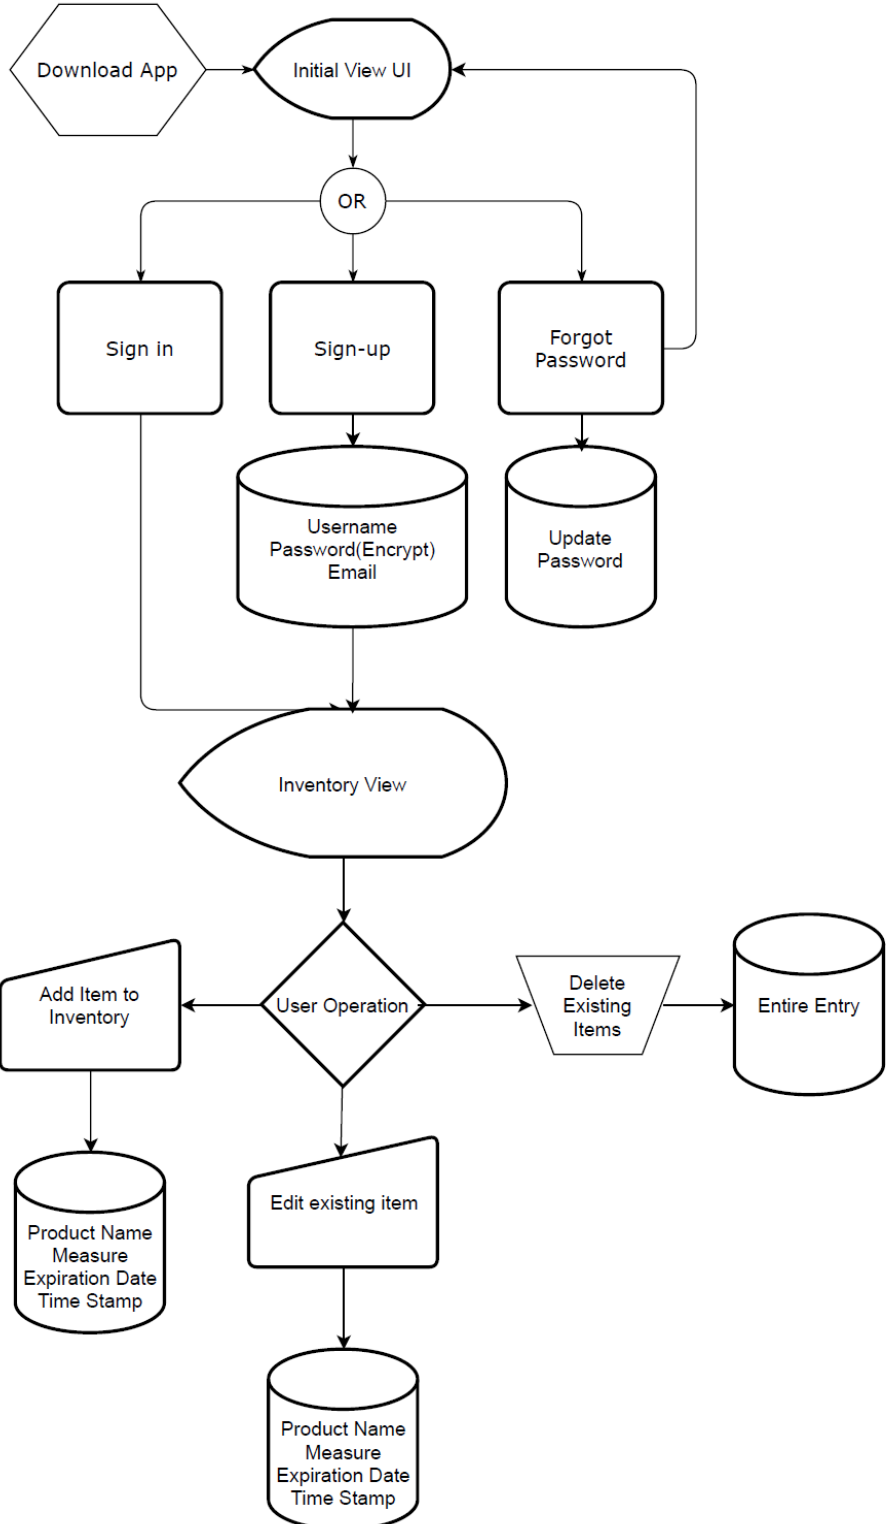 Download App
Initial View UI
OR
Sign in
Sign-up
Forgot
Password
Username
Password(Encrypt)
Email
Update
Password
Inventory View
Add Item to
Inventory
User Operation
Delete
Existing
Items
Entire Entry
Edit existing item
Product Name
Measure
Expiration Date
Time Stamp
Product Name
Measure
Expiration Date
Time Stamp